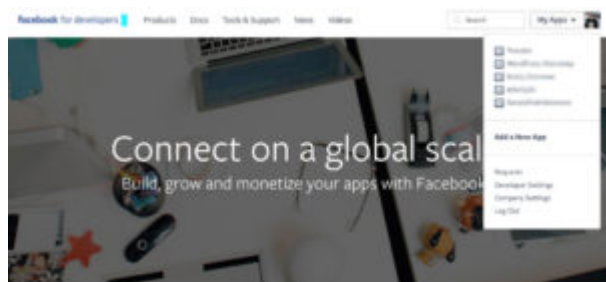 facebook for developers Products Docs Tools & Support News Videos Search My Apps
Add a New App
Connect on a global scal
Build, grow and monetize your apps with Facebook
Requests
Developer Settings
Company Settings
Log Out